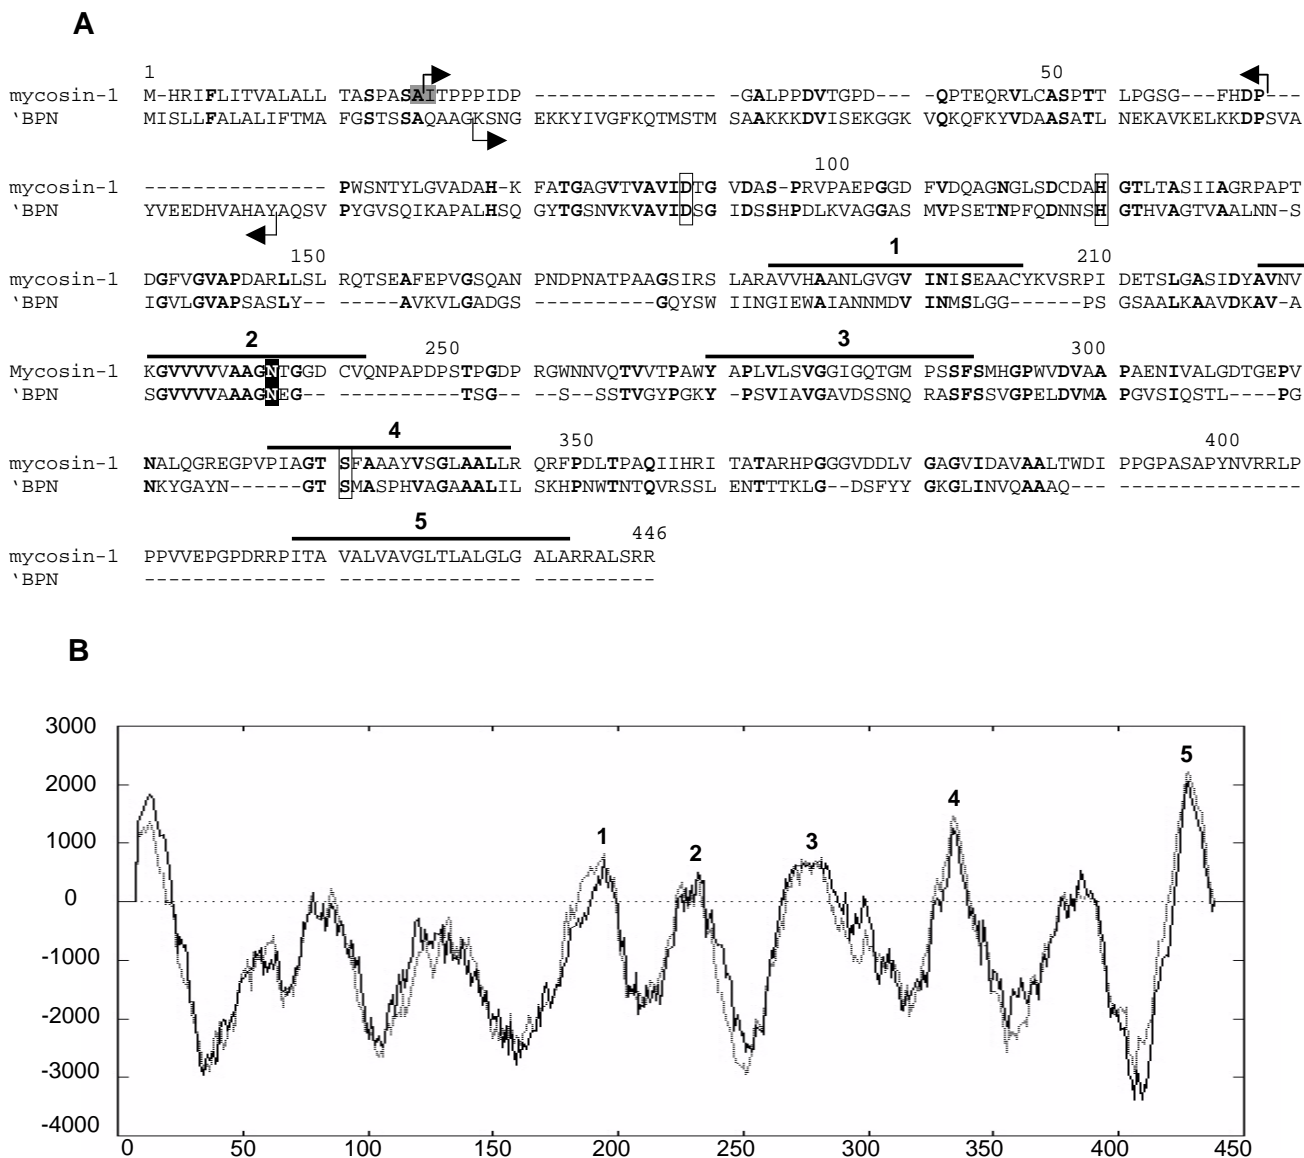 A
1 50
mycosin-1 M-HRIFLITVALALL TASPASAITPPPIDP --------------- GALPPDVTGPD---- QPTEQRVLCASPTT LPGSG---FHDP---
‘BPN MISLLFALALIFTMA FGSTSSAQAAGKSNG EKKYIVGFKQTMSTMS SAAKKKDVISEKGGK VQKQFKYVDAASATL NEKAVKELKKDPSVA
100
mycosin-1 -------------- PWSNTYLGVADAH-K FATGAGVTVAVIDTG VDAS-PRVPAEPGGD FVDQAGNGLSDCDAH GTLTASIIAGRPAPT
‘BPN YVEEDHVAHAYAQSV PYGVSQIKAPALHSQ GYTGSNVKVAVIDSG IDSSHPDLKVAGGAS MVPSETNPFQDNNSH GTHVAGTVAALNN-S
150 1 210
mycosin-1 DGFVGVAPDARLLSL RQTSEAFEPVGSQAN PNDPNATPAAGSIRS LARAVVHAANLGVGV INISEAACYKVSRPI DETSLGASIDYAVNV
‘BPN IGVLGVAPSASLY-- -----AVKVLGADGS --------GQYSW IINGIEWAIANNMDV INMSLGG------PS GSAALKAAVDKAV-A
2 250 3 300
Mycosin-1 KGVVVVVAAGNTGGD CVQNPAPDPSTPGDP RGWNNVQTVVTPAWY APLVLSVGGIGQTGM PSSFSMHGPWVDVAA PAENIVALGDTGEPV
‘BPN SGVVVVAAAGNEG-- ---------TSG--- --S--SSTVGYPGKY -PSVIAVGAVDSSNQ RASFSSVGPELDVMA PGVSIQSTL----PG
4 350 400
mycosin-1 NALQGREGPVPIAGT SFAAAYVSGLAALLR QRFPDLTPAQIIHRI TATARHPGGGVDDLV GAGVIDAVAALTWDI PPGPASAPYNVRRLP
‘BPN NKYGAYN------GT SMASPHVAGAAALIL SKHPNWTNTQVRSSL ENTTTKLG--DSFYY GKGLINVQAAAQ--- ---------------
5 446
mycosin-1 PPVVEPGPDRRPITA VALVAVGLTLALGLG ALARRALSRR
‘BPN --------------- --------------- -----------
B
3000
2000
1000
0
-1000
-2000
-3000
-4000
1 2 3 4 5
0 50 100 150 200 250 300 350 400 450